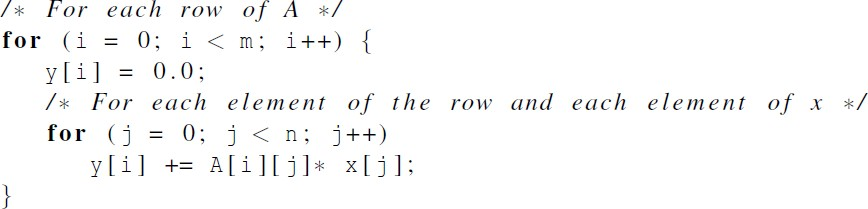 /* For each row of A */
for (i = 0; i < m; i++) {
y[i] = 0.0;
/* For each element of the row and each element of x */
for (j = 0; j < n; j++)
y[i] += A[i][j]* x[j];
}